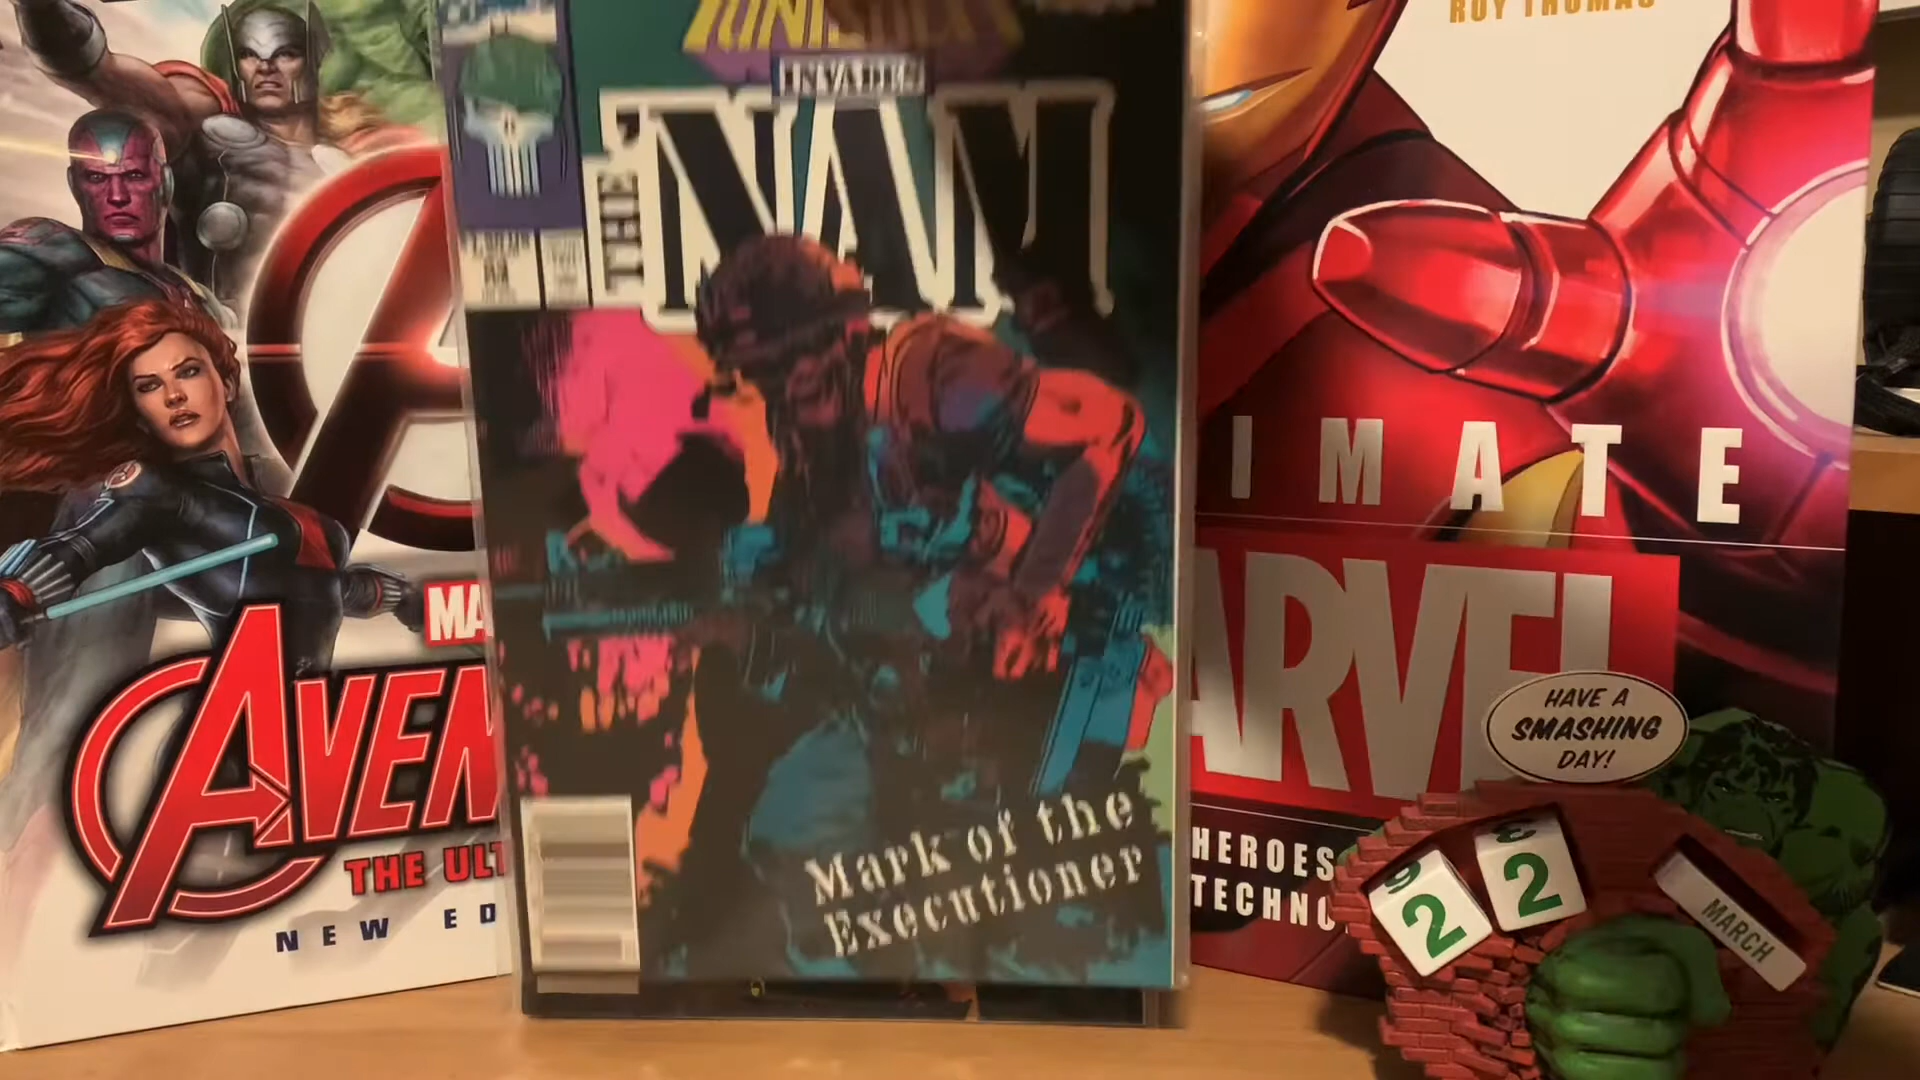 ROY THOMAS
PUNISHER
INVADES
THE 'NAM
IMATE
MA
ARVEL
AVEN
THE ULT
NEW ED
HAVE A
SMASHING
DAY!
Mark of the
Executioner
HEROES
TECHNO
22
MARCH